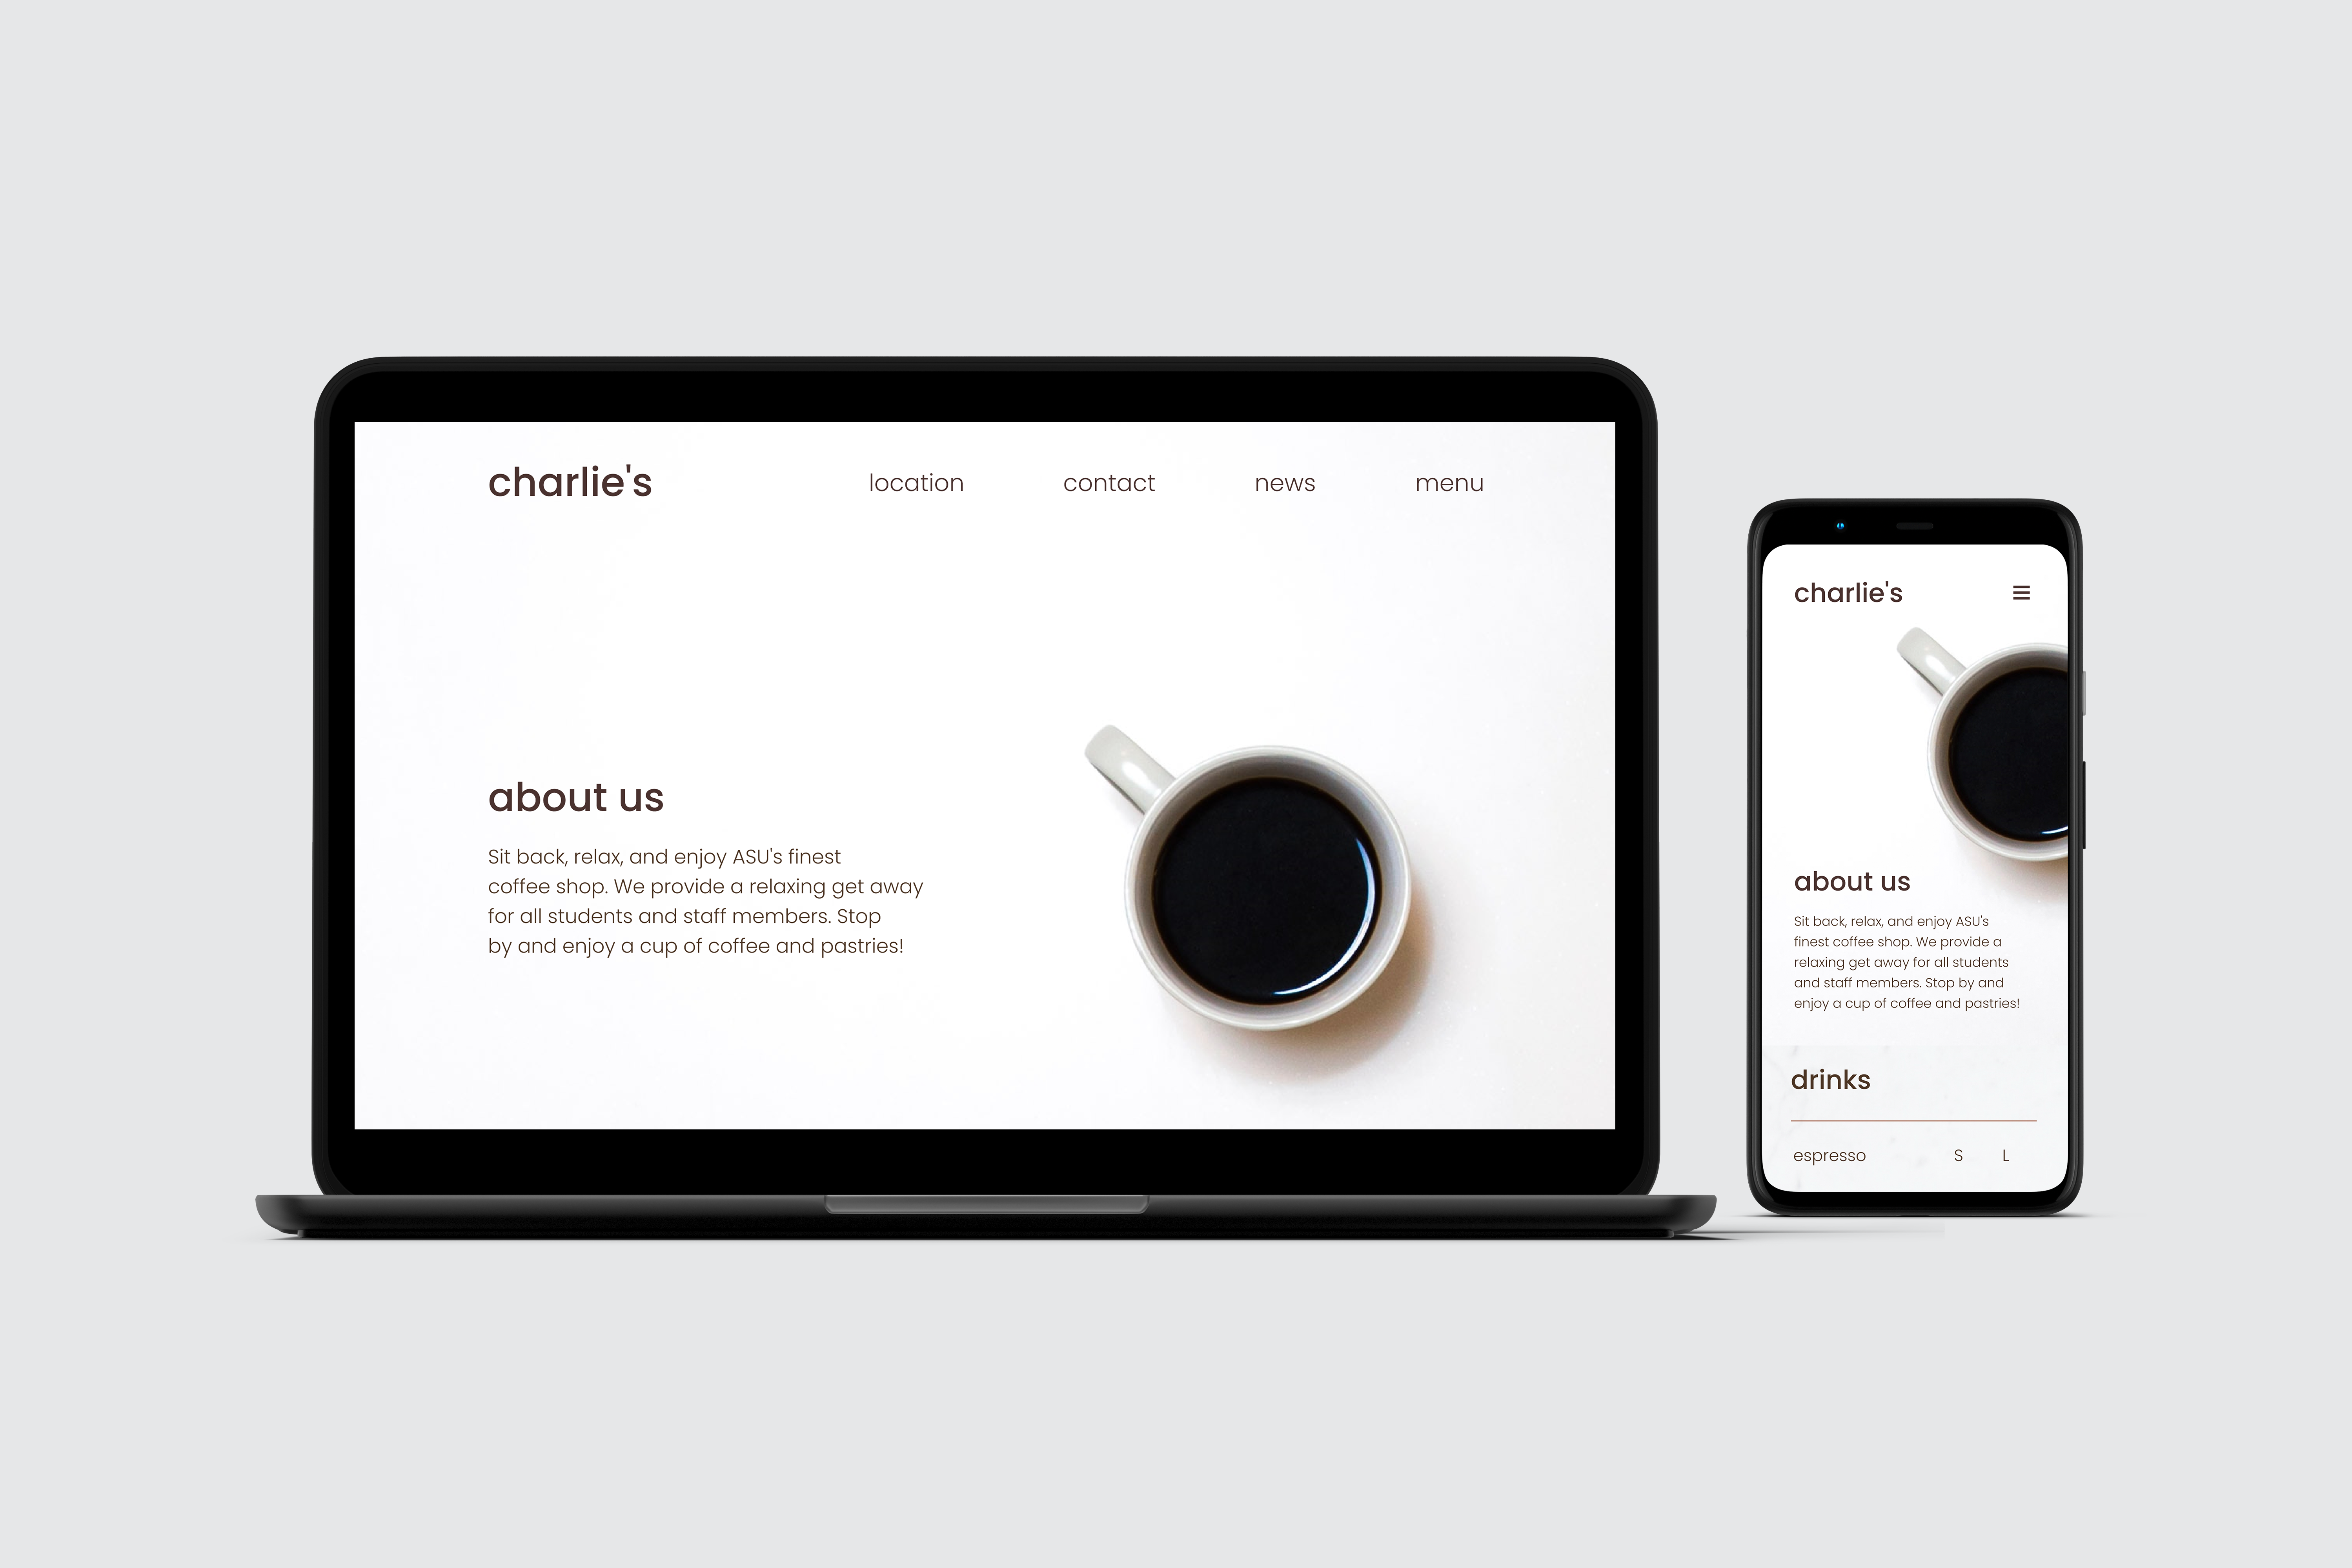 charlie's
location
contact
news
menu
about us
Sit back, relax, and enjoy ASU's finest
coffee shop. We provide a relaxing get away
for all students and staff members. Stop
by and enjoy a cup of coffee and pastries!
charlie's
about us
Sit back, relax, and enjoy ASU's
finest coffee shop. We provide a
relaxing get away for all students
and staff members. Stop by and
enjoy a cup of coffee and pastries!
drinks
espresso S L